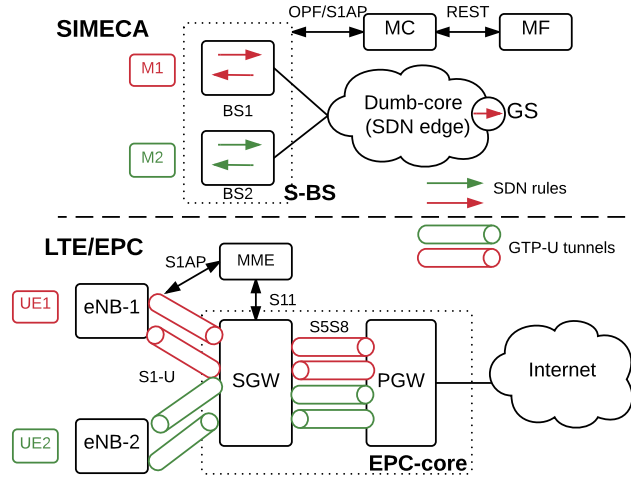 OPF/S1AP
REST
SIMECA
MC
MF
M1
BS1
Dumb-core
(SDN edge)
GS
M2
BS2
S-BS
SDN rules
LTE/EPC
GTP-U tunnels
S1AP
MME
UE1
eNB-1
S11
S5S8
S1-U
SGW
PGW
Internet
UE2
eNB-2
EPC-core